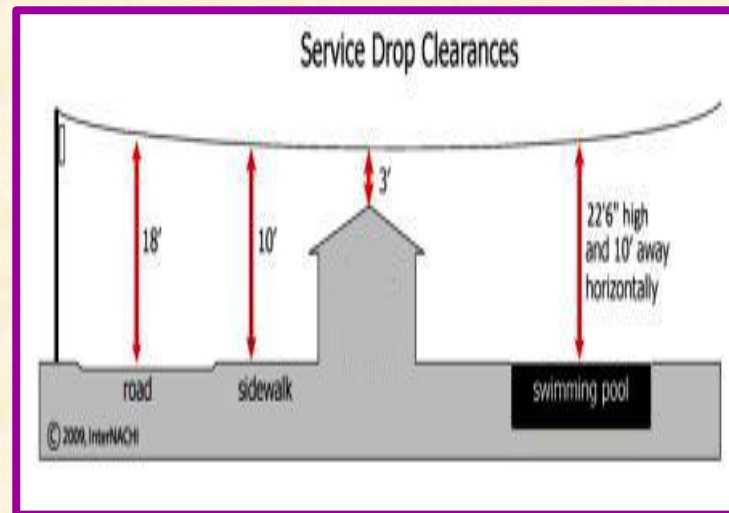 Service Drop Clearances
18'
10'
3'
22'6" high
and 10' away
horizontally
road
sidewalk
swimming pool
© 2009, InterNACHI